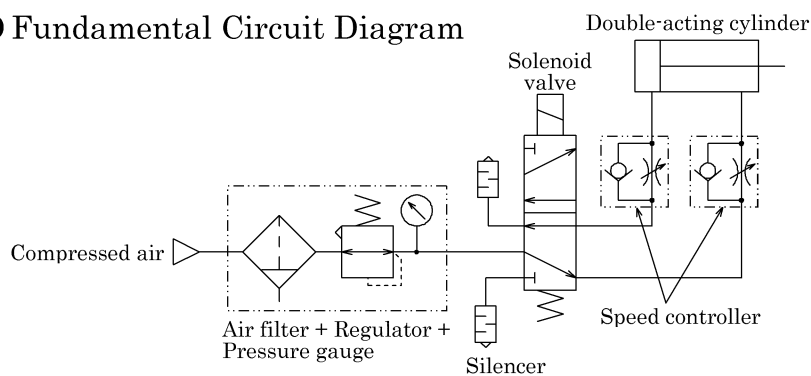 Fundamental Circuit Diagram
Double-acting cylinder
Solenoid
valve
Compressed air
Air filter + Regulator +
Pressure gauge
Speed controller
Silencer